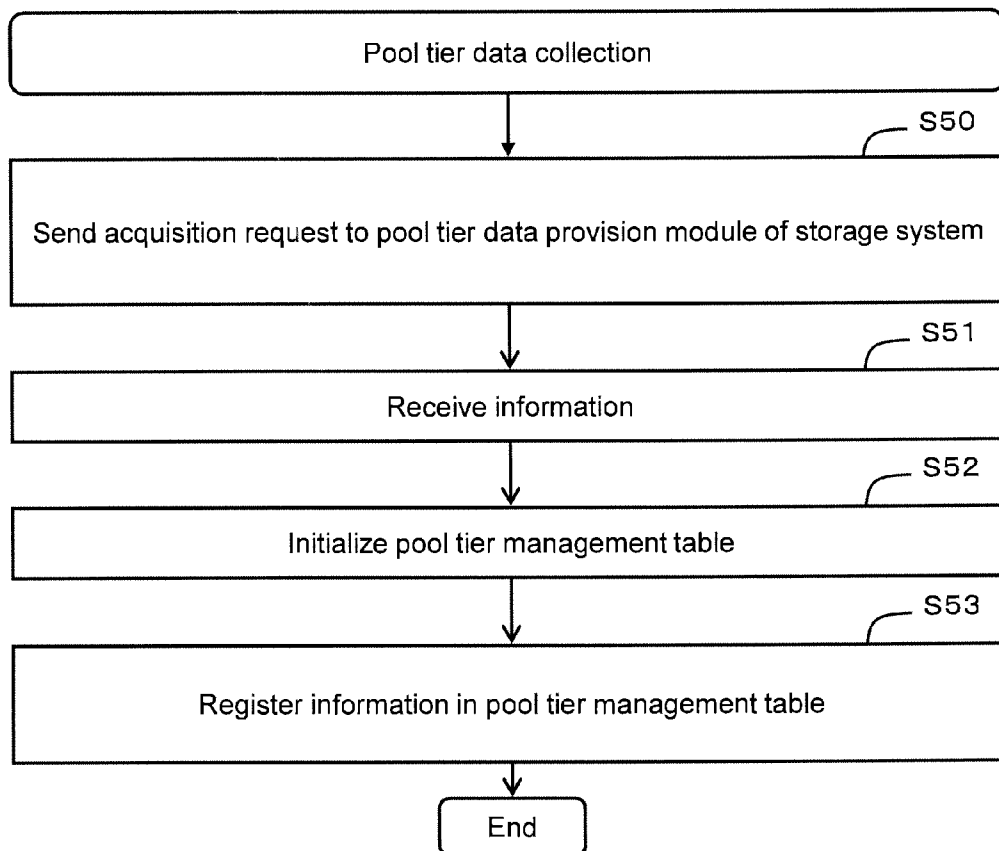 Pool tier data collection
S50
Send acquisition request to pool tier data provision module of storage system
S51
Receive information
S52
Initialize pool tier management table
S53
Register information in pool tier management table
End